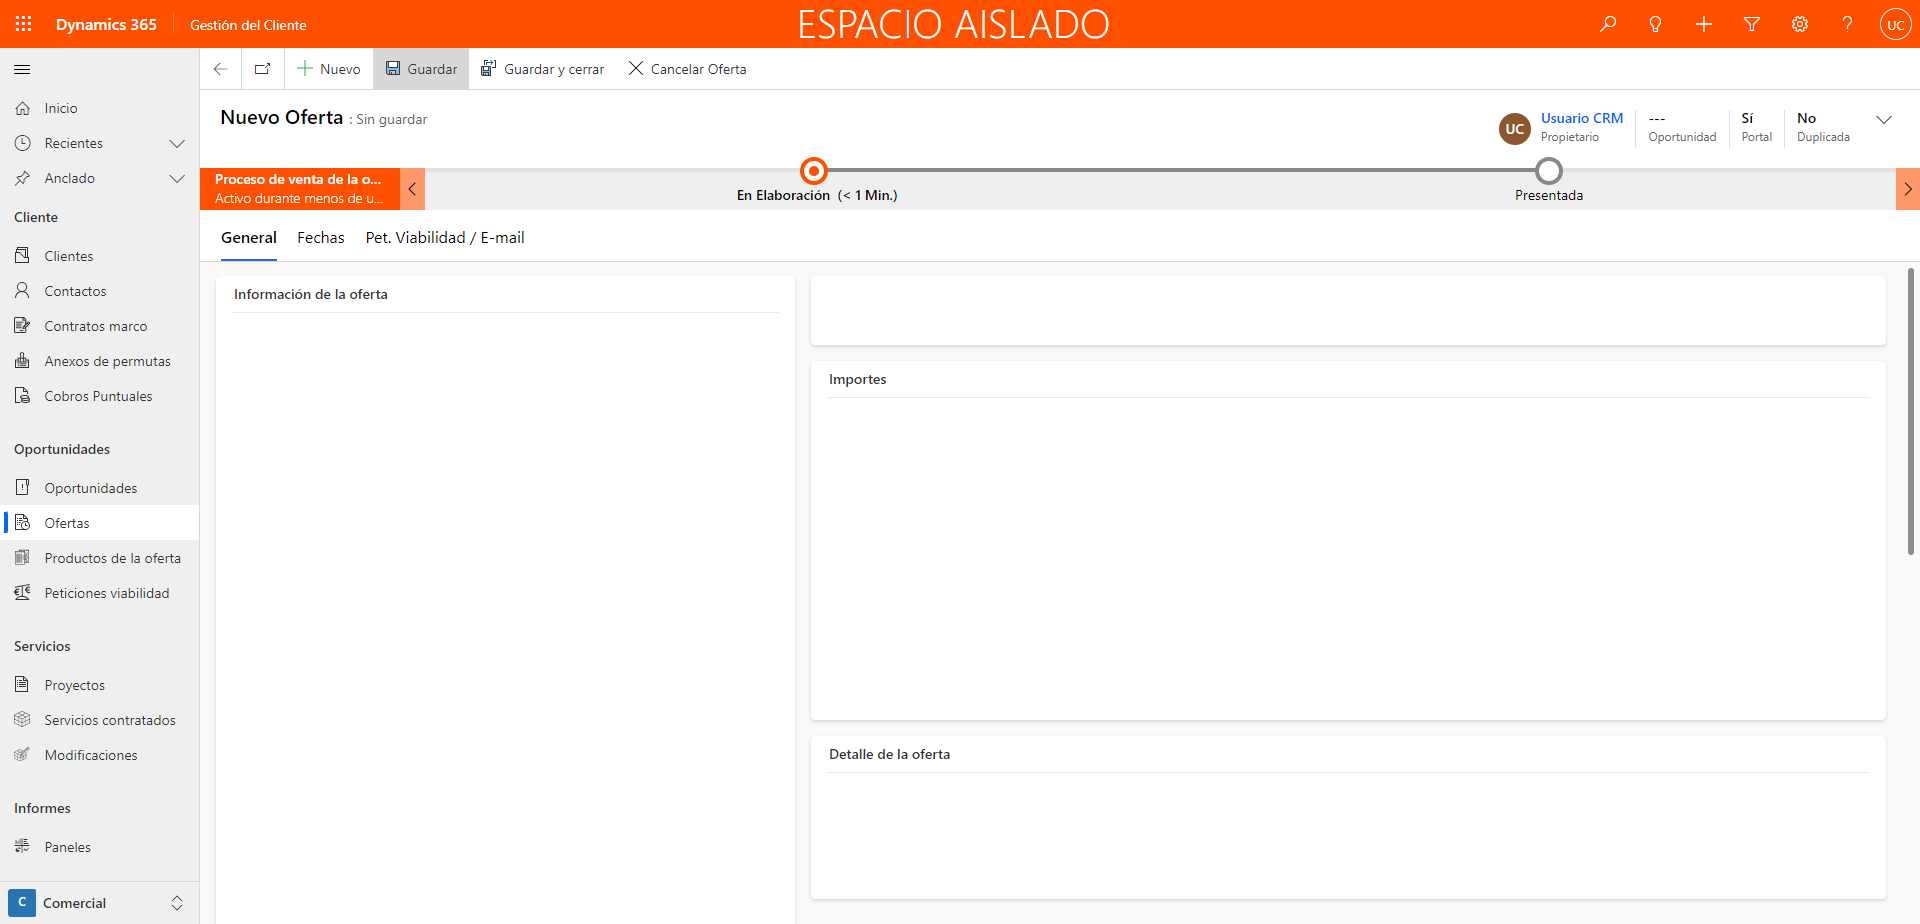 Dynamics 365
Gestión del Cliente
ESPACIO AISLADO
UC
Nuevo
Guardar
Guardar y cerrar
Cancelar Oferta
Inicio
Recientes
Anclado
Cliente
Clientes
Contactos
Contratos marco
Anexos de permutas
Cobros Puntuales
Oportunidades
Oportunidades
Ofertas
Productos de la oferta
Peticiones viabilidad
Servicios
Proyectos
Servicios contratados
Modificaciones
Informes
Paneles
C Comercial
Nuevo Oferta : Sin guardar
UC
Usuario CRM
Propietario
---
Oportunidad
Sí
Portal
No
Duplicada
Proceso de venta de la o...
Activo durante menos de u...
En Elaboración (< 1 Min.)
Presentada
General
Fechas
Pet. Viabilidad / E-mail
Información de la oferta
Importes
Detalle de la oferta